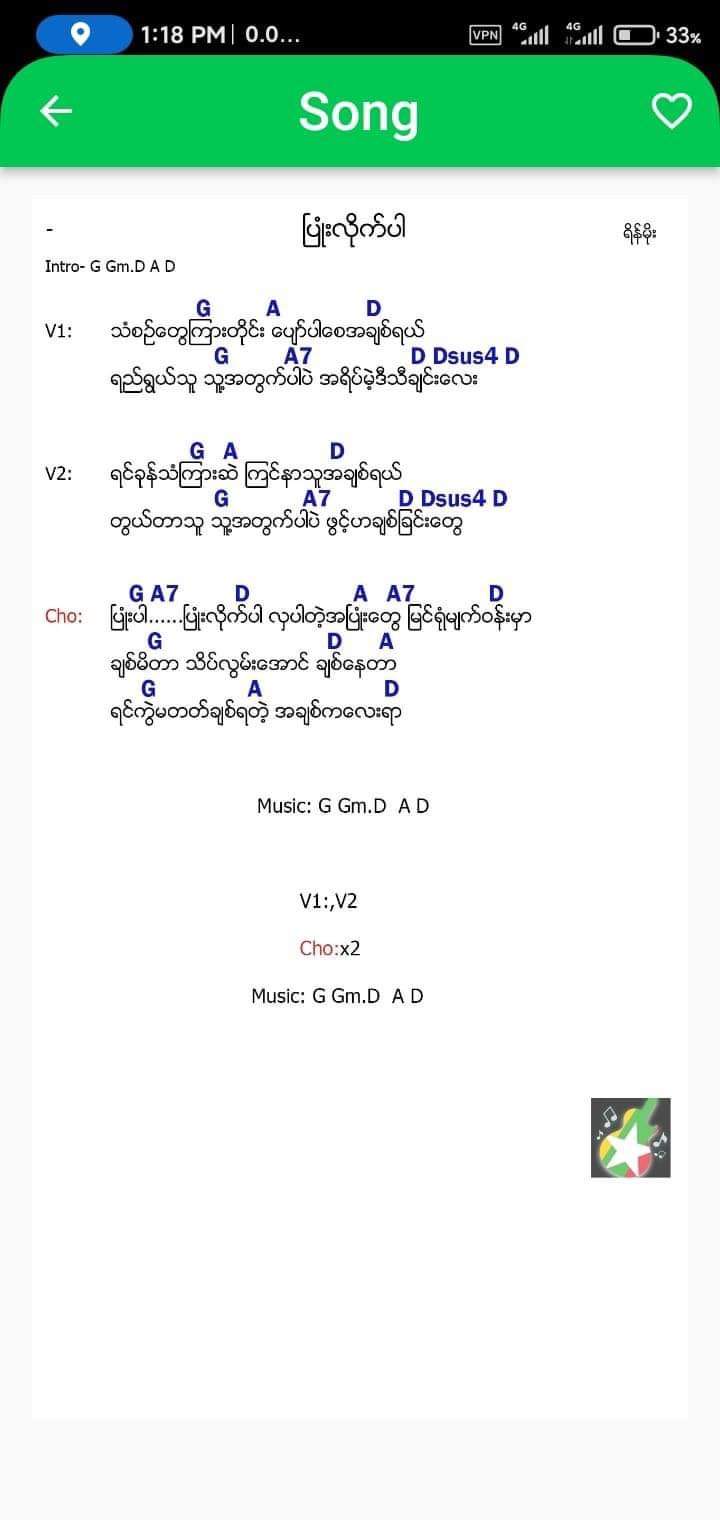 1:18 PM | 0.0... VPN 4G 4G 33%
Song
- ပြုံးလိုက်ပါ ရိန်မိုး
Intro- G Gm.D A D
G A D
V1: သံစဉ်တွေကြားတိုင်း ပျော်ပါစေအချစ်ရယ်
G A7 D Dsus4 D
ရည်ရွယ်သူ သူ့အတွက်ပါပဲ အရိပ်မဲ့ဒီသီချင်းလေး
G A D
V2: ရင်ခုန်သံကြားဆဲ ကြင်နာသူအချစ်ရယ်
G A7 D Dsus4 D
တွယ်တာသူ သူ့အတွက်ပါပဲ ဖွင့်ဟချစ်ခြင်းတွေ
G A7 D A A7 D
Cho: ပြုံးပါ......ပြုံးလိုက်ပါ လှပါတဲ့အပြုံးတွေ မြင်ရုံမျက်ဝန်းမှာ
G D A
ချစ်မိတာ သိပ်လွမ်းအောင် ချစ်နေတာ
G A D
ရင်ကွဲမတတ်ချစ်ရတဲ့ အချစ်ကလေးရာ
Music: G Gm.D A D
V1:,V2
Cho:x2
Music: G Gm.D A D